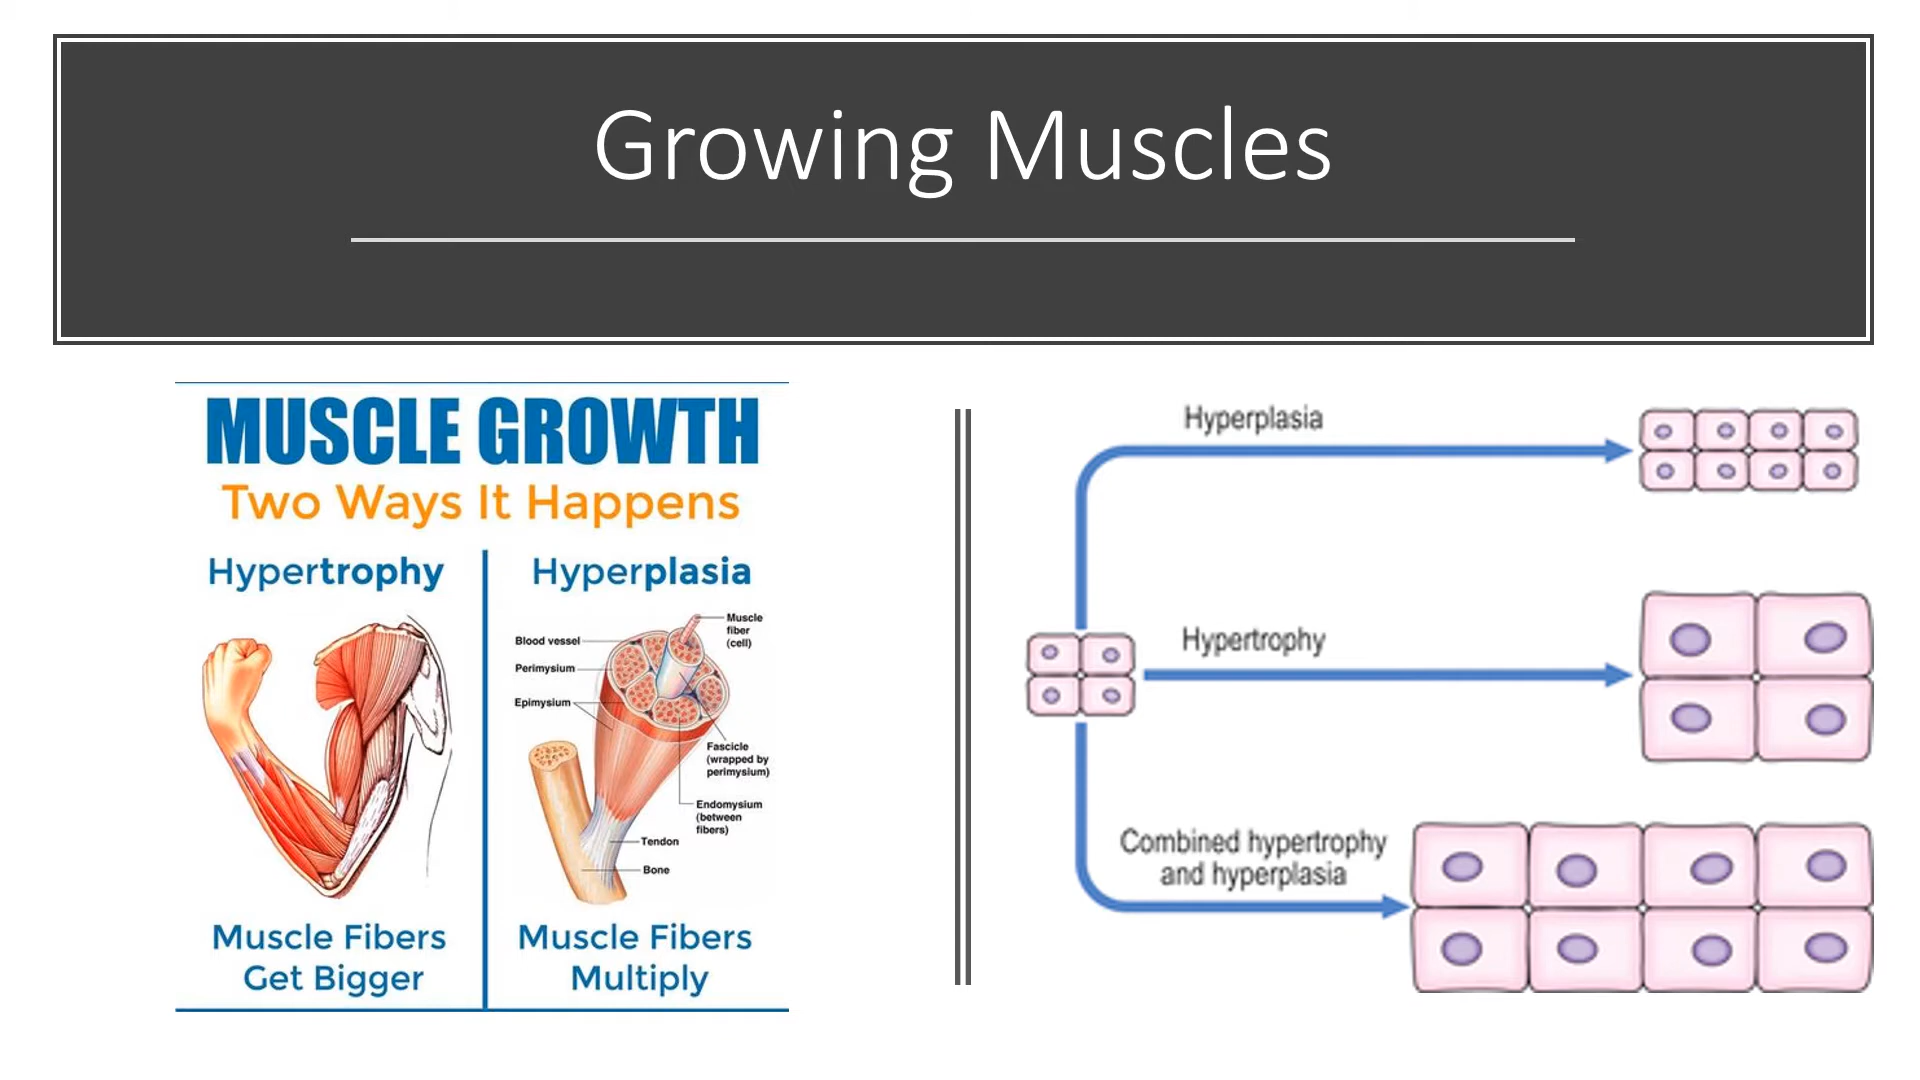 Growing Muscles
MUSCLE GROWTH
Two Ways It Happens
Hypertrophy
Hyperplasia
Blood vessel
Perimysium
Epimysium
Muscle
fiber
(cell)
Fascicle
(wrapped by
perimysium)
Endomysium
(between
fibers)
Tendon
Bone
Muscle Fibers
Get Bigger
Muscle Fibers
Multiply
Hyperplasia
Hypertrophy
Combined hypertrophy
and hyperplasia